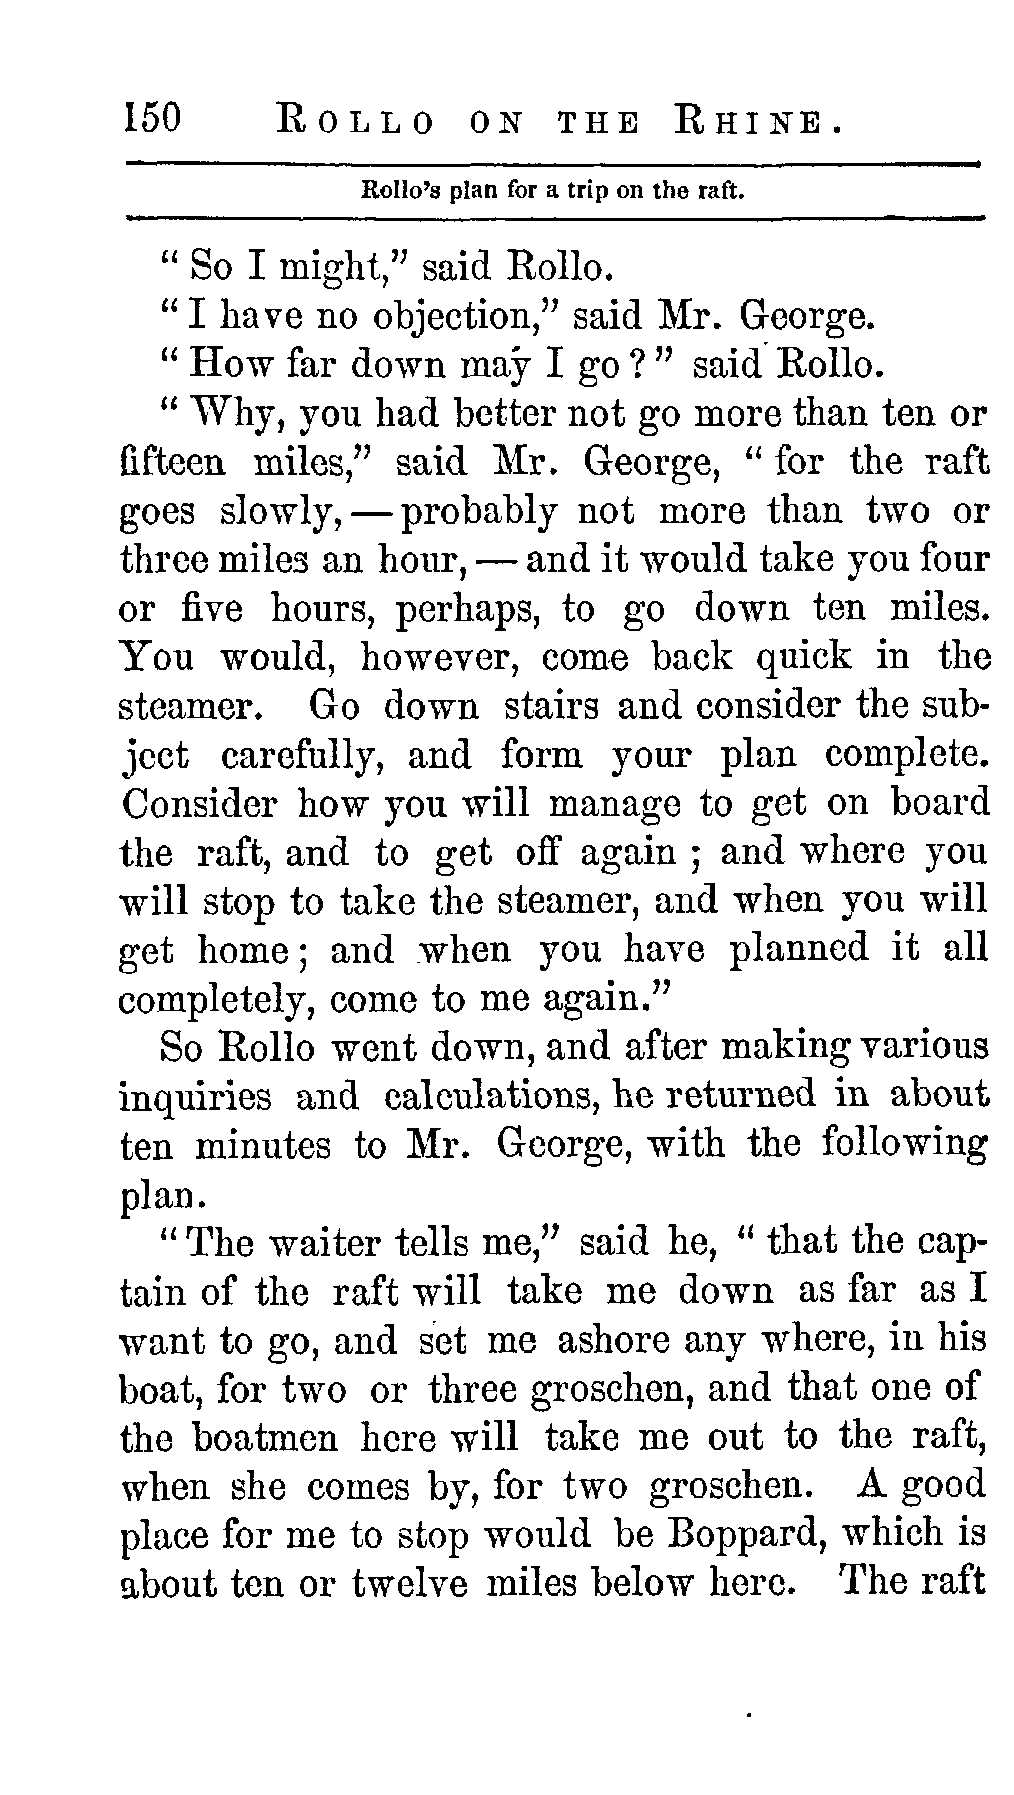 150 ROLLO ON THE RHINE.
Rollo's plan for a trip on the raft.
“ So I might,” said Rollo.
“ I have no objection,” said Mr. George.
“ How far down may I go ? ” said Rollo.
“ Why, you had better not go more than ten or
fifteen miles,” said Mr. George, “ for the raft
goes slowly, — probably not more than two or
three miles an hour, — and it would take you four
or five hours, perhaps, to go down ten miles.
You would, however, come back quick in the
steamer. Go down stairs and consider the sub-
ject carefully, and form your plan complete.
Consider how you will manage to get on board
the raft, and to get off again ; and where you
will stop to take the steamer, and when you will
get home ; and when you have planned it all
completely, come to me again.”
So Rollo went down, and after making various
inquiries and calculations, he returned in about
ten minutes to Mr. George, with the following
plan.
“ The waiter tells me,” said he, “ that the cap-
tain of the raft will take me down as far as I
want to go, and set me ashore any where, in his
boat, for two or three groschen, and that one of
the boatmen here will take me out to the raft,
when she comes by, for two groschen. A good
place for me to stop would be Boppard, which is
about ten or twelve miles below here. The raft